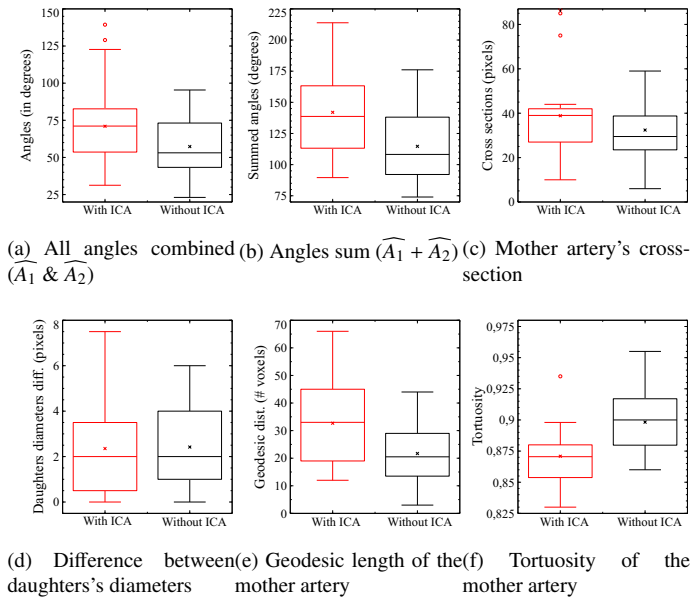 150
125
100
75
50
25
Angles (in degrees)
With ICA Without ICA
225
200
175
150
125
100
75
Summed angles (degrees)
With ICA Without ICA
80
60
40
20
0
Cross sections (pixels)
With ICA Without ICA
(a) All angles combined
(A₁ & A₂)
(b) Angles sum (A₁ + A₂)
(c) Mother artery's cross-
section
8
6
4
2
0
Daughters diameters diff. (pixels)
With ICA Without ICA
70
60
50
40
30
20
10
0
Geodesic dist. (# voxels)
With ICA Without ICA
0,975
0,95
0,925
0,9
0,875
0,85
0,825
Tortuosity
With ICA Without ICA
(d) Difference between
daughters's diameters
(e) Geodesic length of the
mother artery
(f) Tortuosity of the
mother artery